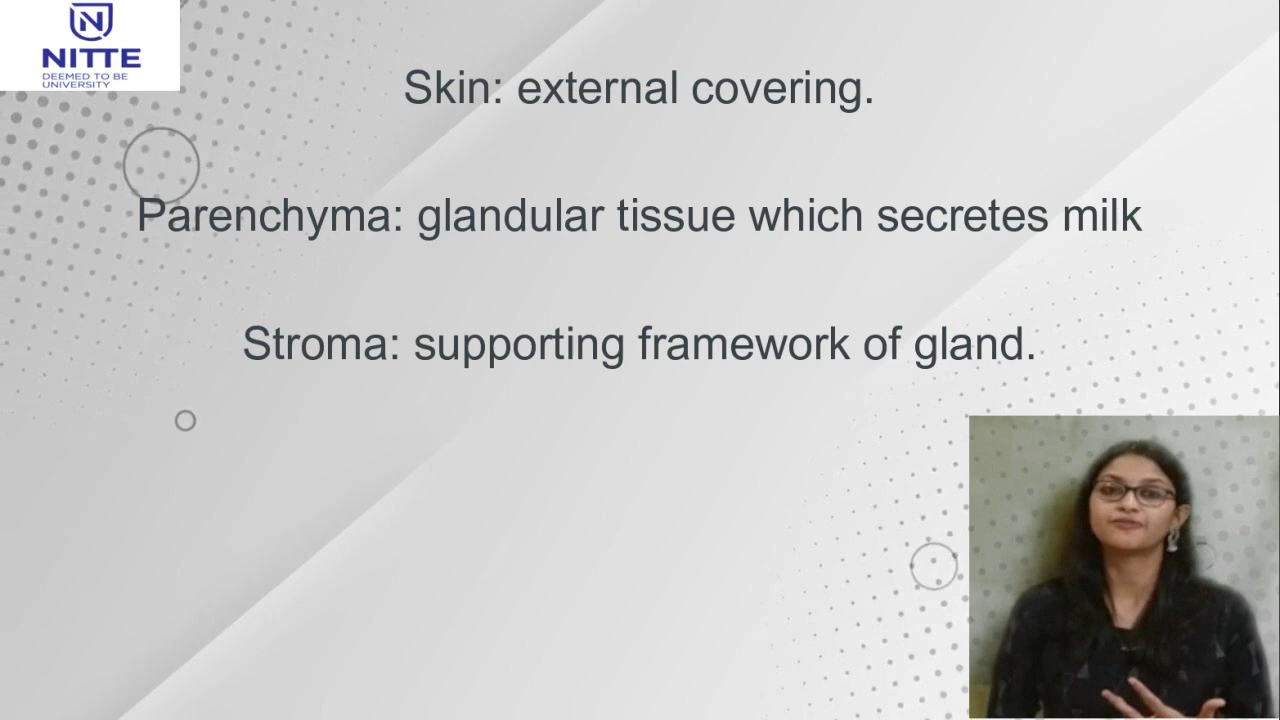 NITTE
DEEMED TO BE
UNIVERSITY
Skin: external covering.
Parenchyma: glandular tissue which secretes milk
Stroma: supporting framework of gland.